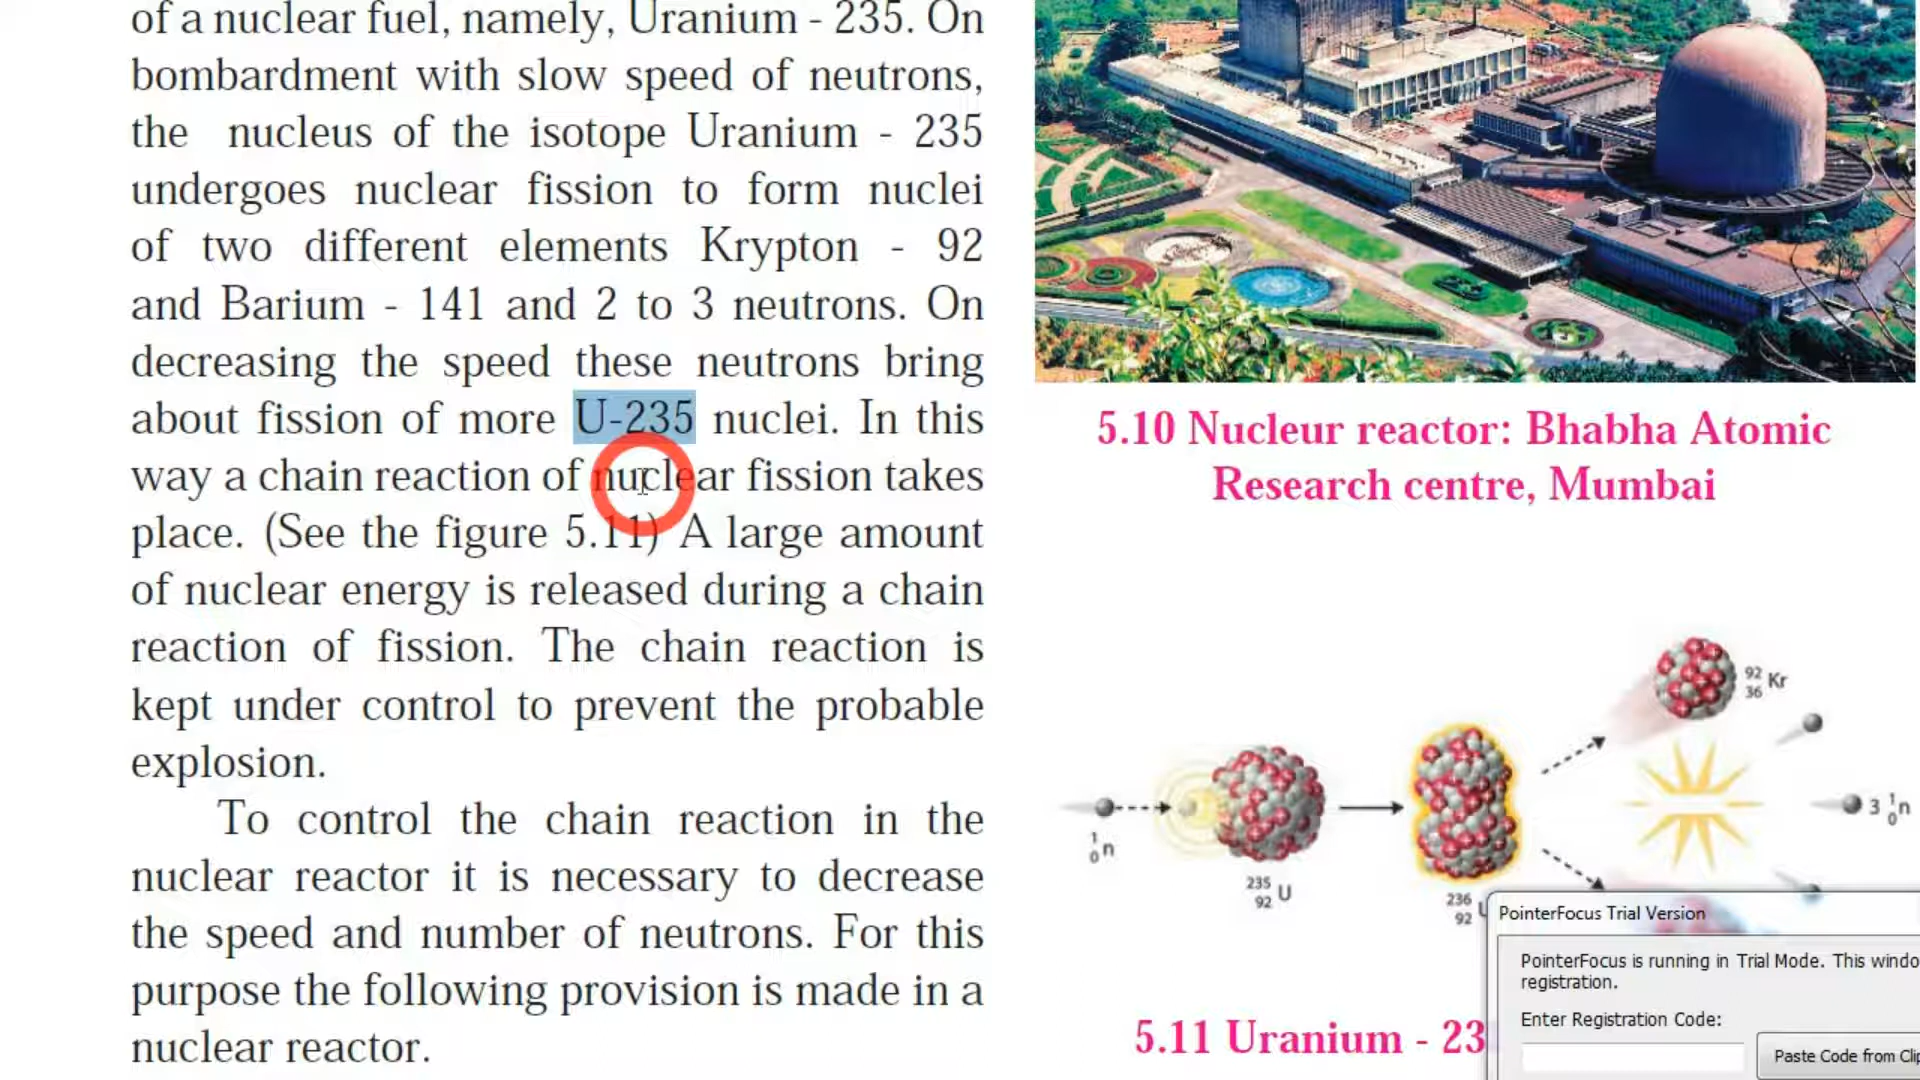 of a nuclear fuel, namely, Uranium - 235. On
bombardment with slow speed of neutrons,
the nucleus of the isotope Uranium - 235
undergoes nuclear fission to form nuclei
of two different elements Krypton - 92
and Barium - 141 and 2 to 3 neutrons. On
decreasing the speed these neutrons bring
about fission of more U-235 nuclei. In this
way a chain reaction of nuclear fission takes
place. (See the figure 5.11) A large amount
of nuclear energy is released during a chain
reaction of fission. The chain reaction is
kept under control to prevent the probable
explosion.
To control the chain reaction in the
nuclear reactor it is necessary to decrease
the speed and number of neutrons. For this
purpose the following provision is made in a
nuclear reactor.
5.10 Nucleur reactor: Bhabha Atomic
Research centre, Mumbai
92
36 Kr
1
0 n
235
92 U
236
92
3 1
0 n
5.11 Uranium - 23
PointerFocus Trial Version
PointerFocus is running in Trial Mode. This windo
registration.
Enter Registration Code:
Paste Code from Clip